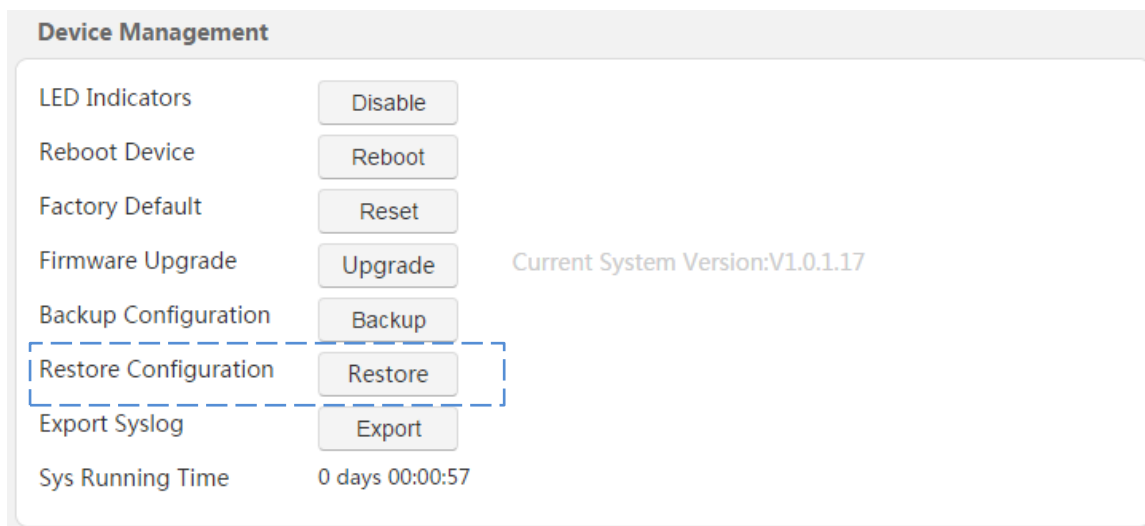 Device Management
LED Indicators Disable
Reboot Device Reboot
Factory Default Reset
Firmware Upgrade Upgrade Current System Version:V1.0.1.17
Backup Configuration Backup
Restore Configuration Restore
Export Syslog Export
Sys Running Time 0 days 00:00:57